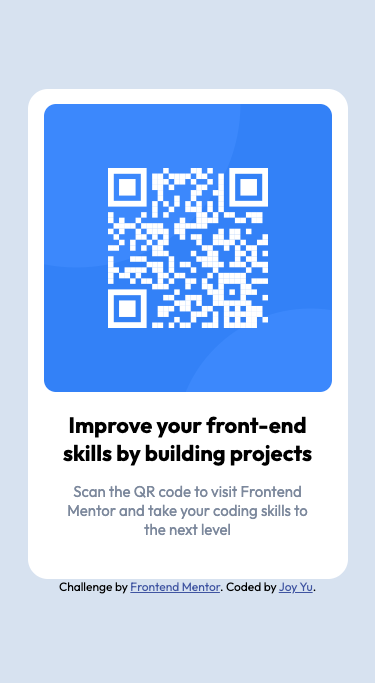 Improve your front-end
skills by building projects
Scan the QR code to visit Frontend
Mentor and take your coding skills to
the next level
Challenge by Frontend Mentor. Coded by Joy Yu.